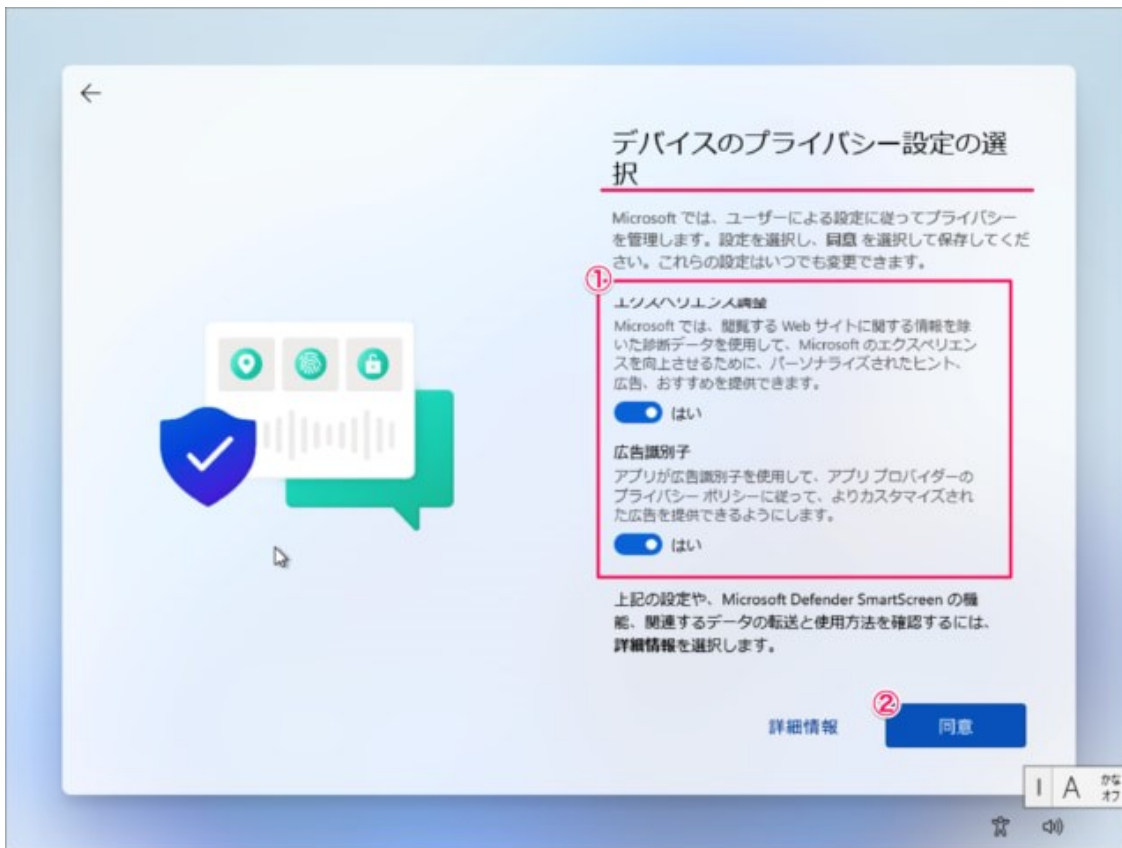 デバイスのプライバシー設定の選
択
Microsoft では、ユーザーによる設定に従ってプライバシー
を管理します。設定を選択し、同意 を選択して保存してくだ
さい。これらの設定はいつでも変更できます。
①
エクスペリエンス調整
Microsoft では、閲覧する Web サイトに関する情報を除
いた診断データを使用して、Microsoft のエクスペリエン
スを向上させるために、パーソナライズされたヒント、
広告、おすすめを提供できます。
はい
広告識別子
アプリが広告識別子を使用して、アプリ プロバイダーの
プライバシー ポリシーに従って、よりカスタマイズされ
た広告を提供できるようにします。
はい
上記の設定や、Microsoft Defender SmartScreen の機
能、関連するデータの転送と使用方法を確認するには、
詳細情報を選択します。
②
詳細情報 同意
I A かな
オフ